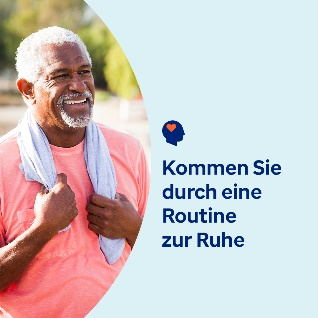 Kommen Sie
durch eine
Routine
zur Ruhe